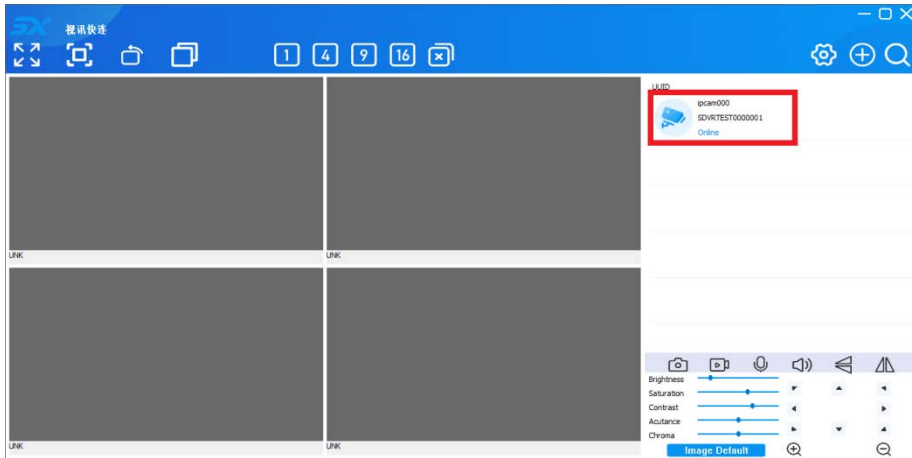 SX 视讯快连
1 4 9 16
UUID
ipcam000
SDVRTEST0000001
Online
UNK UNK
Brightness
Saturation
Contrast
Acutance
Chroma
UNK UNK
Image Default